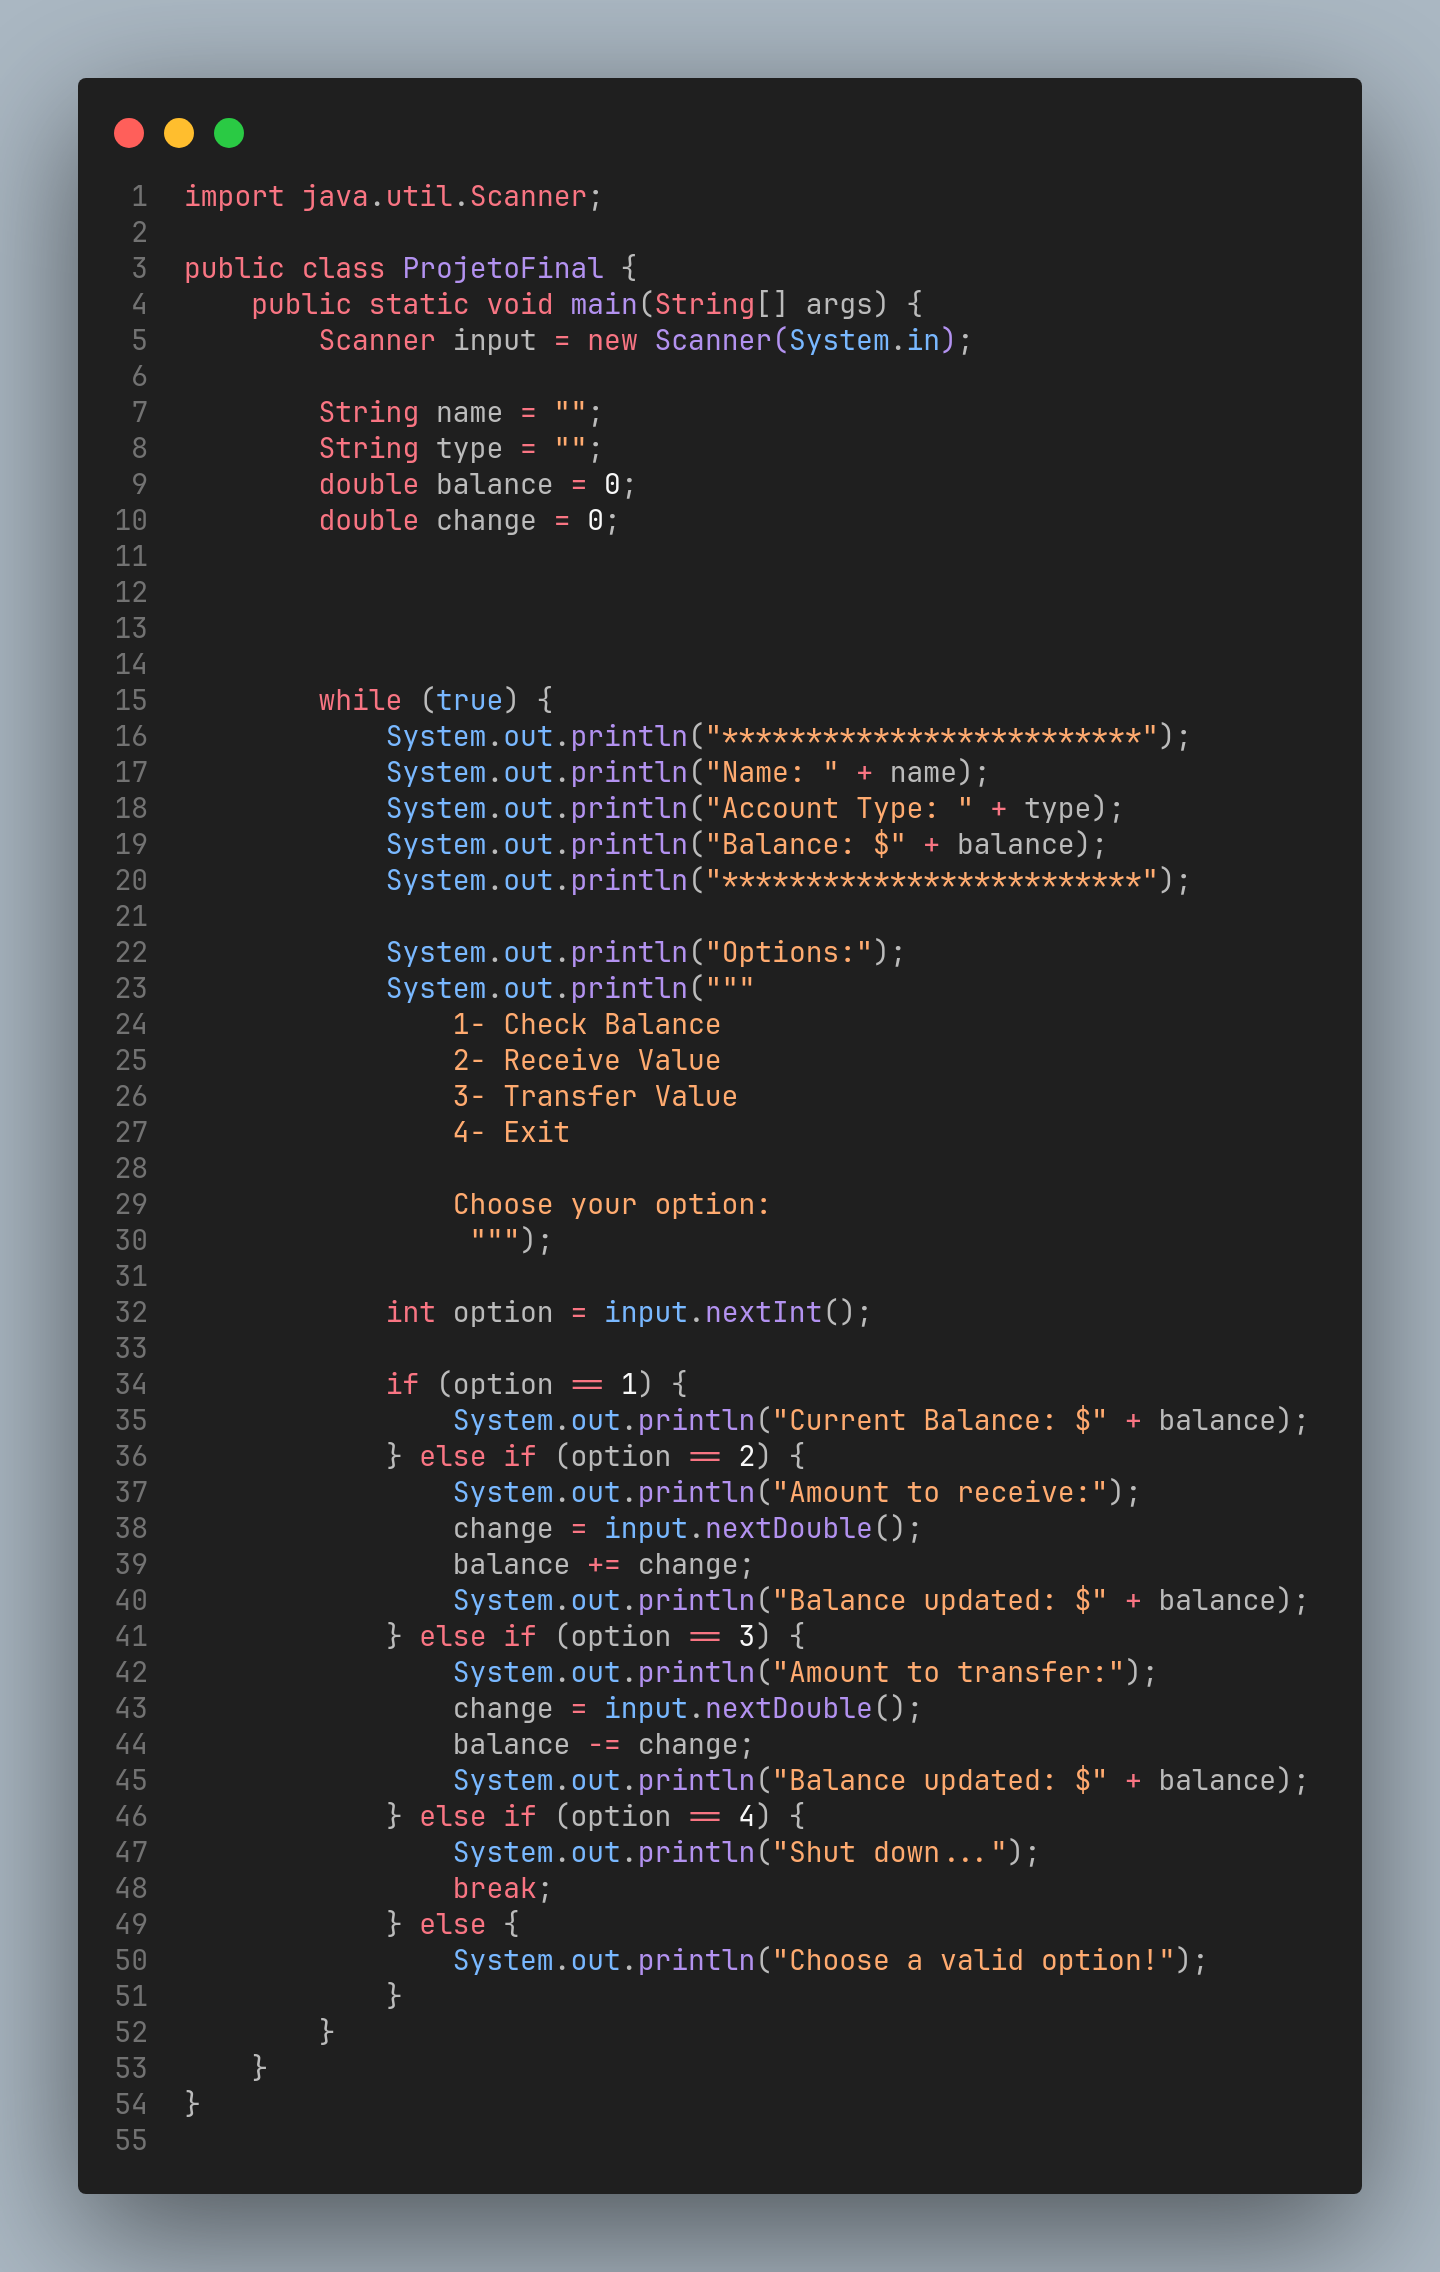 1 import java.util.Scanner;
2
3 public class ProjetoFinal {
4     public static void main(String[] args) {
5         Scanner input = new Scanner(System.in);
6
7         String name = "";
8         String type = "";
9         double balance = 0;
10         double change = 0;
11
12
13
14
15         while (true) {
16             System.out.println("*************************");
17             System.out.println("Name: " + name);
18             System.out.println("Account Type: " + type);
19             System.out.println("Balance: $" + balance);
20             System.out.println("*************************");
21
22             System.out.println("Options:");
23             System.out.println("""
24                 1- Check Balance
25                 2- Receive Value
26                 3- Transfer Value
27                 4- Exit
28
29                 Choose your option:
30                  """);
31
32             int option = input.nextInt();
33
34             if (option == 1) {
35                 System.out.println("Current Balance: $" + balance);
36             } else if (option == 2) {
37                 System.out.println("Amount to receive:");
38                 change = input.nextDouble();
39                 balance += change;
40                 System.out.println("Balance updated: $" + balance);
41             } else if (option == 3) {
42                 System.out.println("Amount to transfer:");
43                 change = input.nextDouble();
44                 balance -= change;
45                 System.out.println("Balance updated: $" + balance);
46             } else if (option == 4) {
47                 System.out.println("Shut down...");
48                 break;
49             } else {
50                 System.out.println("Choose a valid option!");
51             }
52         }
53     }
54 }
55